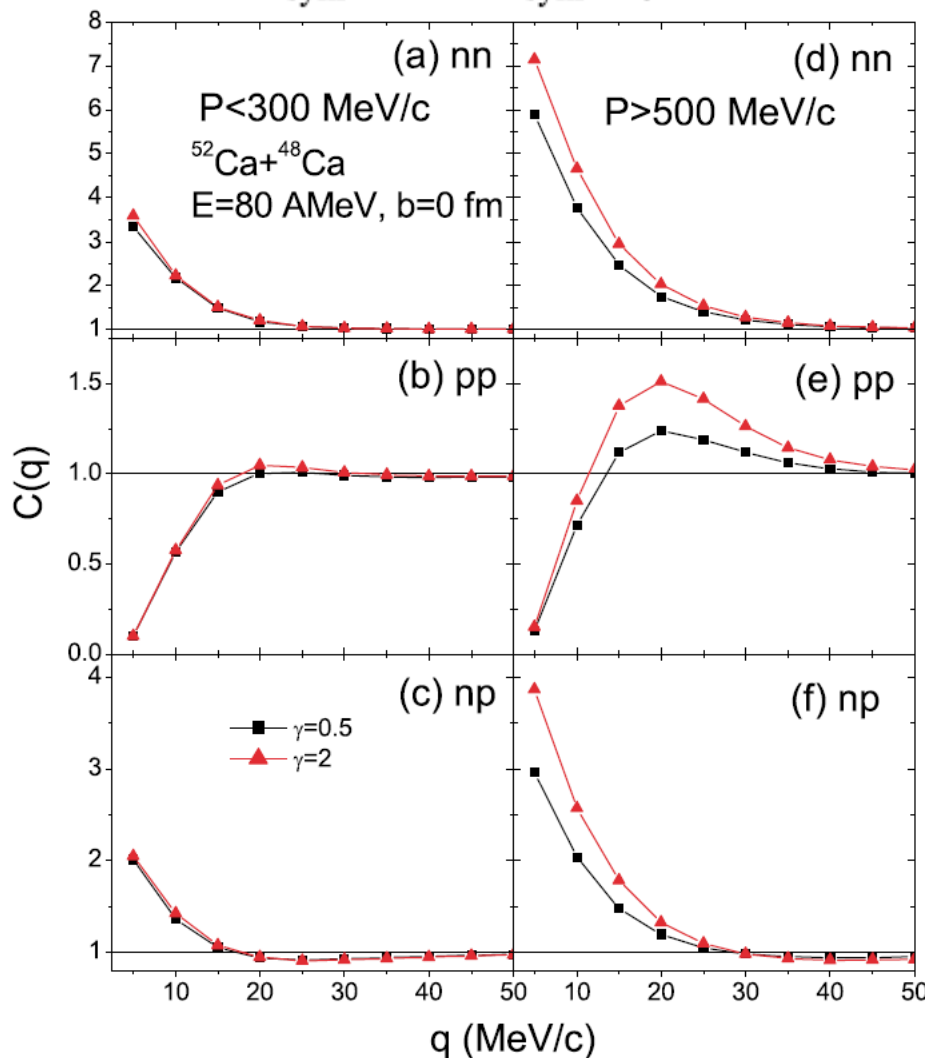 8
7
6
5
4
3
2
1
(a) nn
P<300 MeV/c
⁵²Ca+⁴⁸Ca
E=80 AMeV, b=0 fm
(d) nn
P>500 MeV/c
1.5
1.0
0.5
0.0
(b) pp
(e) pp
C(q)
4
3
2
1
(c) np
γ=0.5
γ=2
(f) np
10 20 30 40 50 10 20 30 40 50
q (MeV/c)